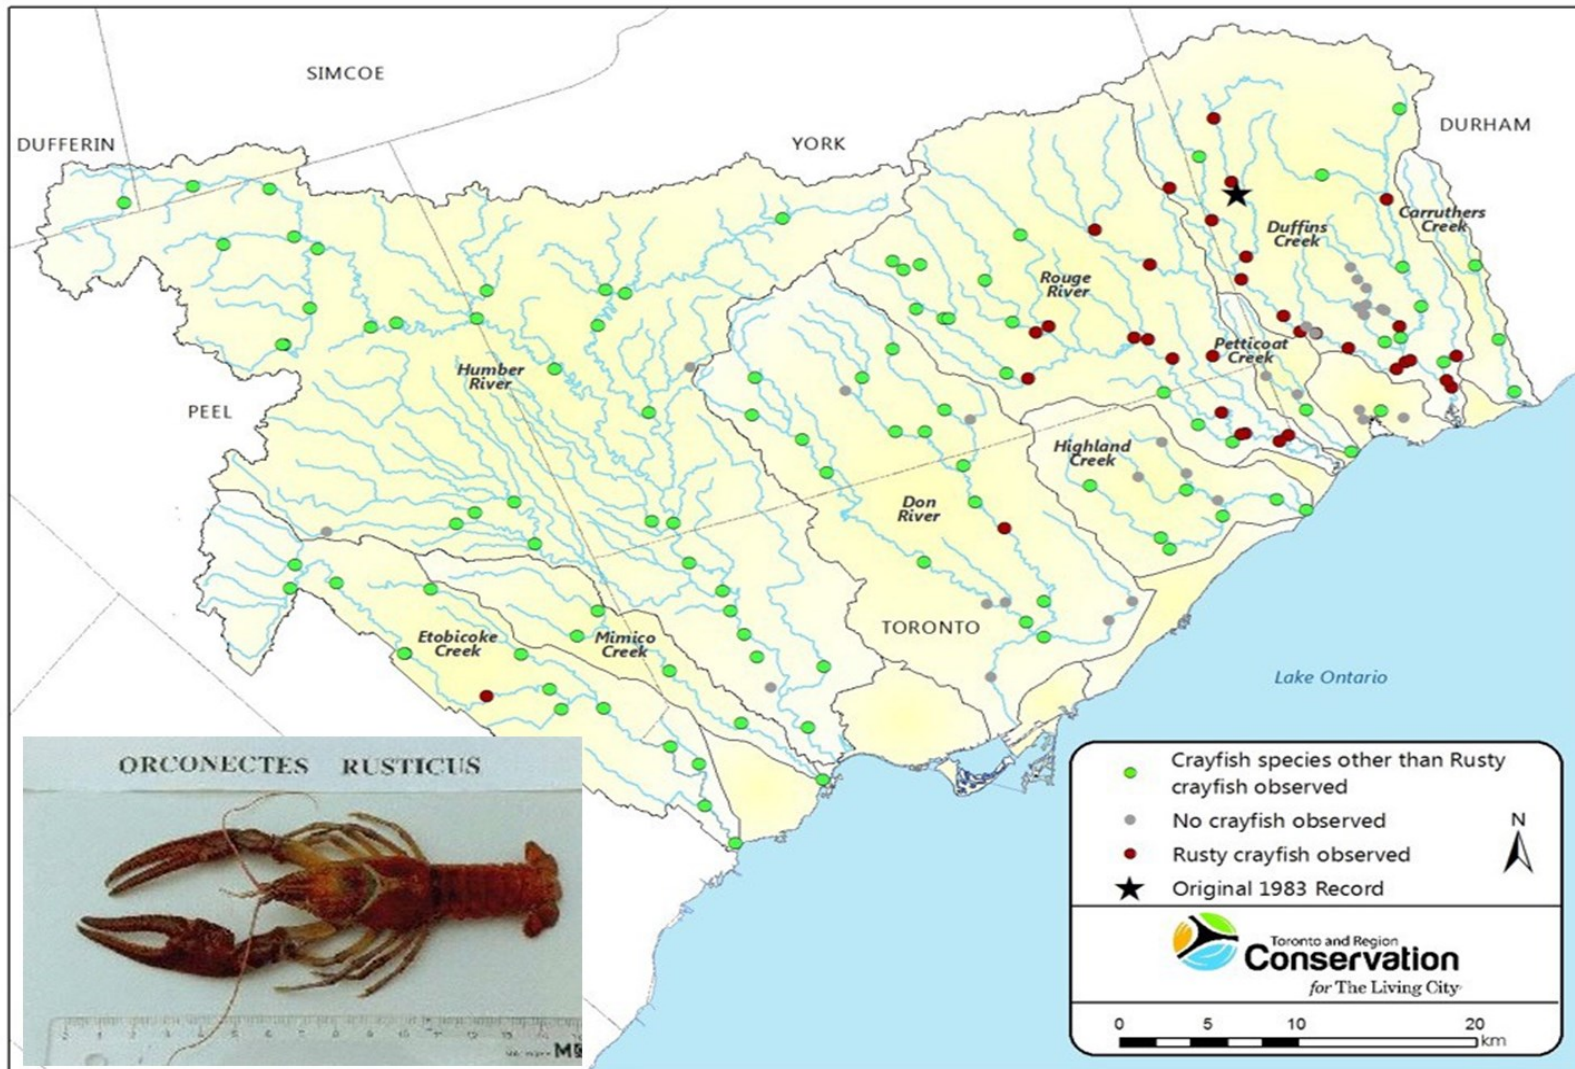 SIMCOE
DUFFERIN
YORK
DURHAM
Carruthers
Creek
Duffins
Creek
Rouge
River
Petticoat
Creek
Humber
River
PEEL
Highland
Creek
Don
River
TORONTO
Etobicoke
Creek
Mimico
Creek
Lake Ontario
ORCONECTES RUSTICUS
Crayfish species other than Rusty
crayfish observed
No crayfish observed
Rusty crayfish observed
Original 1983 Record
N
Toronto and Region
Conservation
for The Living City
0 5 10 20
km